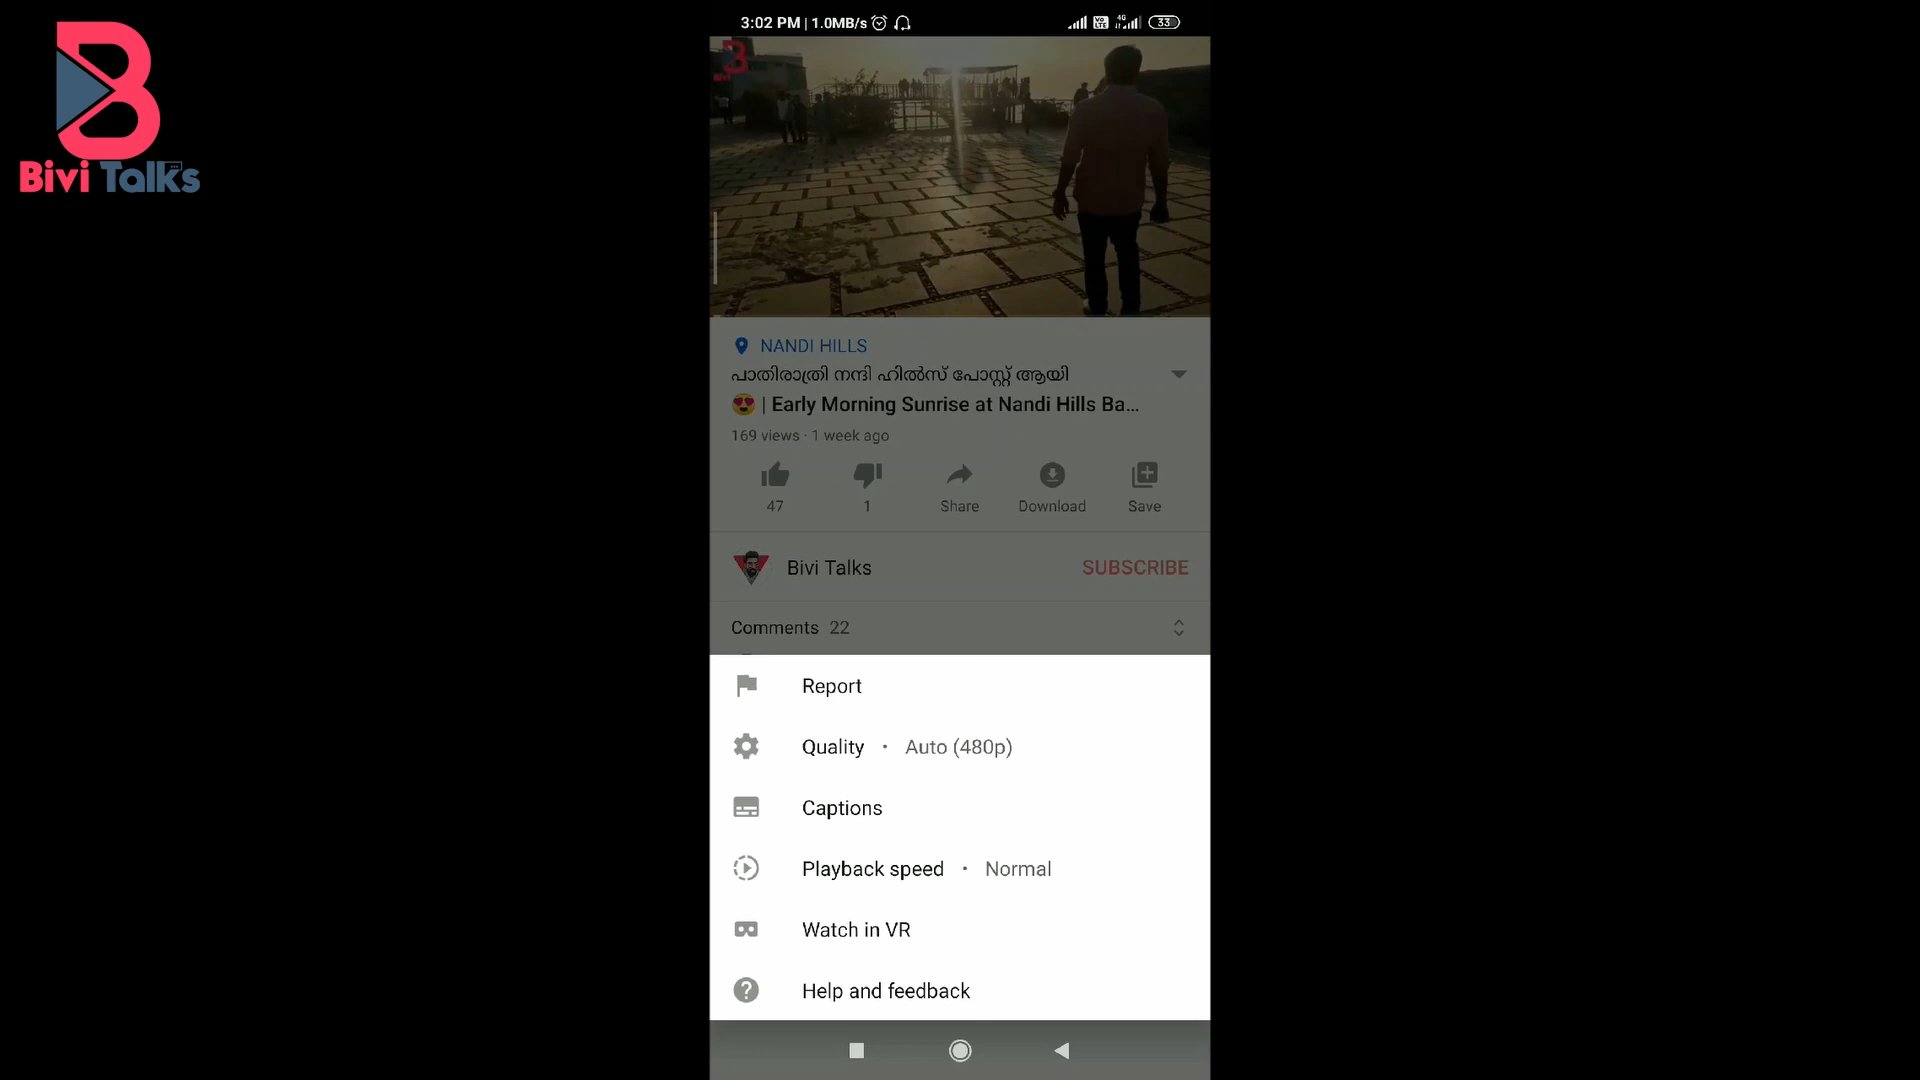 Bivi Talks
3:02 PM | 1.0MB/s
33
NANDI HILLS
പാതിരാത്രി നന്ദി ഹിൽസ് പോസ്റ്റ് ആയി
😍 | Early Morning Sunrise at Nandi Hills Ba...
169 views · 1 week ago
47
1
Share
Download
Save
Bivi Talks
SUBSCRIBE
Comments 22
Report
Quality · Auto (480p)
Captions
Playback speed · Normal
Watch in VR
Help and feedback